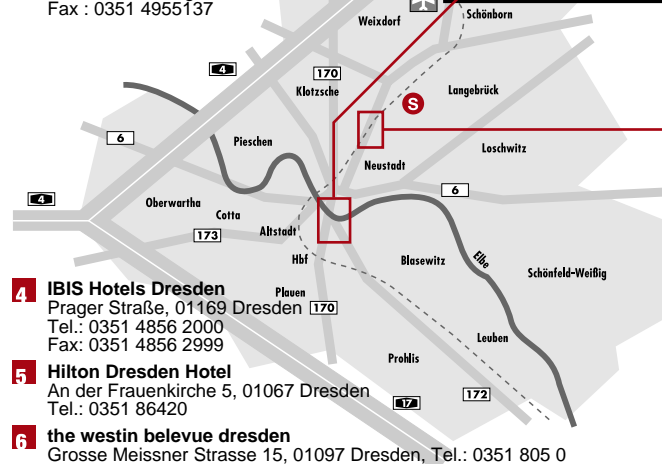 Fax : 0351 4955137
Weixdorf
Schönborn
4
170
Klotzsche
Langebrück
S
6
Pieschen
Loschwitz
Neustadt
6
4
Oberwartha
Cotta
173
Altstadt
Hbf
Blasewitz
Elbe
Schönfeld-Weißig
Plauen
170
4 IBIS Hotels Dresden
Prager Straße, 01169 Dresden
Tel.: 0351 4856 2000
Fax: 0351 4856 2999
Leuben
Prohlis
5 Hilton Dresden Hotel
An der Frauenkirche 5, 01067 Dresden
Tel.: 0351 86420
17
172
6 the westin belevue dresden
Grosse Meissner Strasse 15, 01097 Dresden, Tel.: 0351 805 0